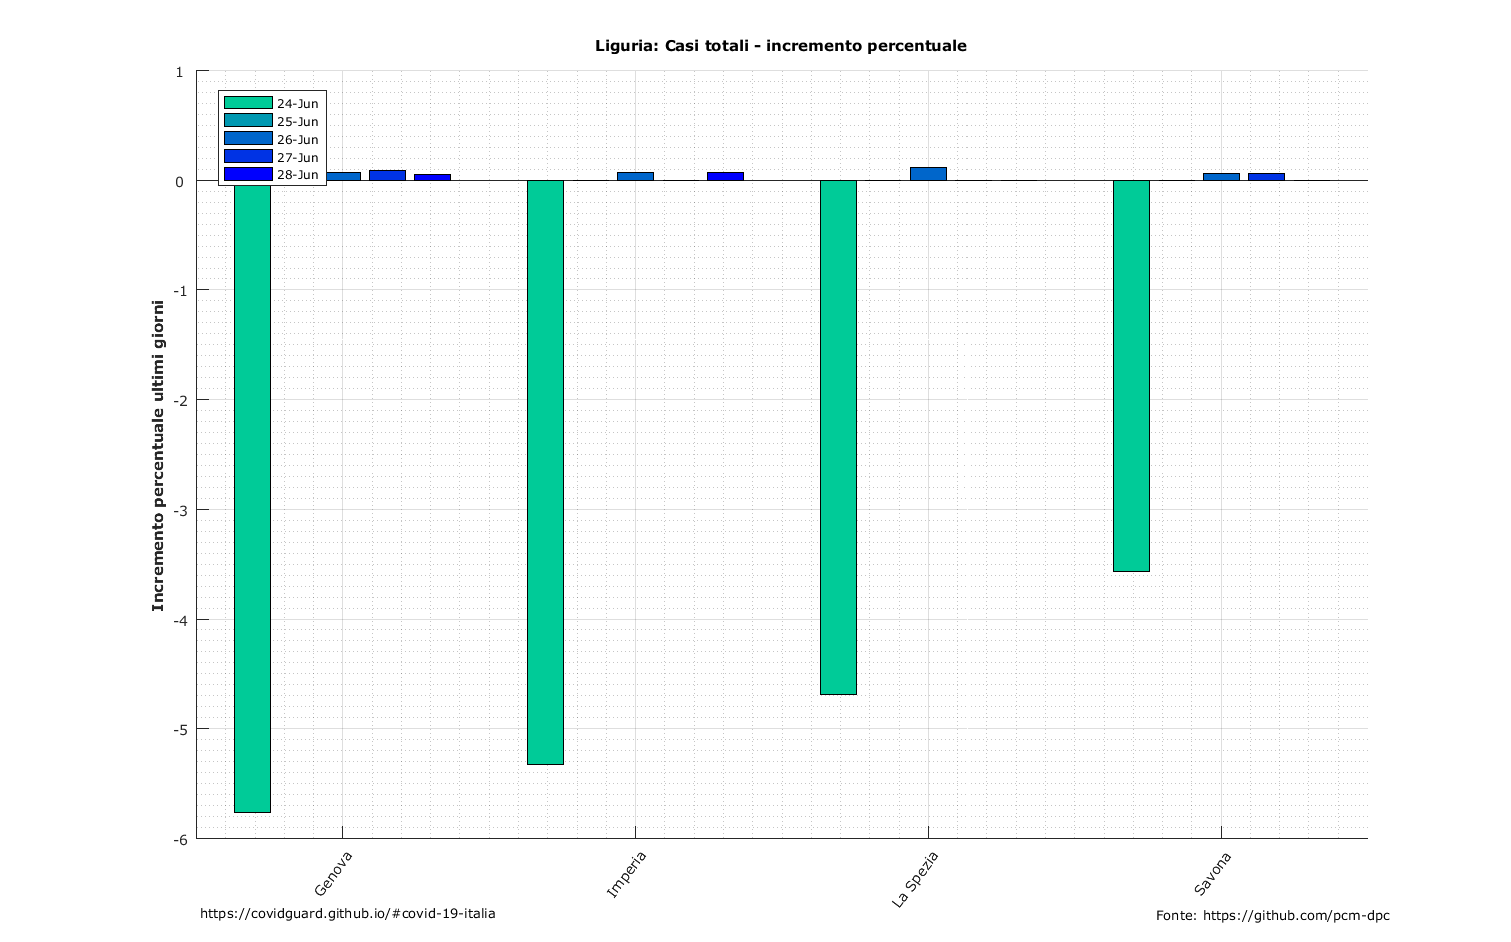 Liguria: Casi totali - incremento percentuale
1
0
-1
-2
-3
-4
-5
-6
Incremento percentuale ultimi giorni
24-Jun
25-Jun
26-Jun
27-Jun
28-Jun
Genova
Imperia
La Spezia
Savona
https://covidguard.github.io/#covid-19-italia
Fonte: https://github.com/pcm-dpc